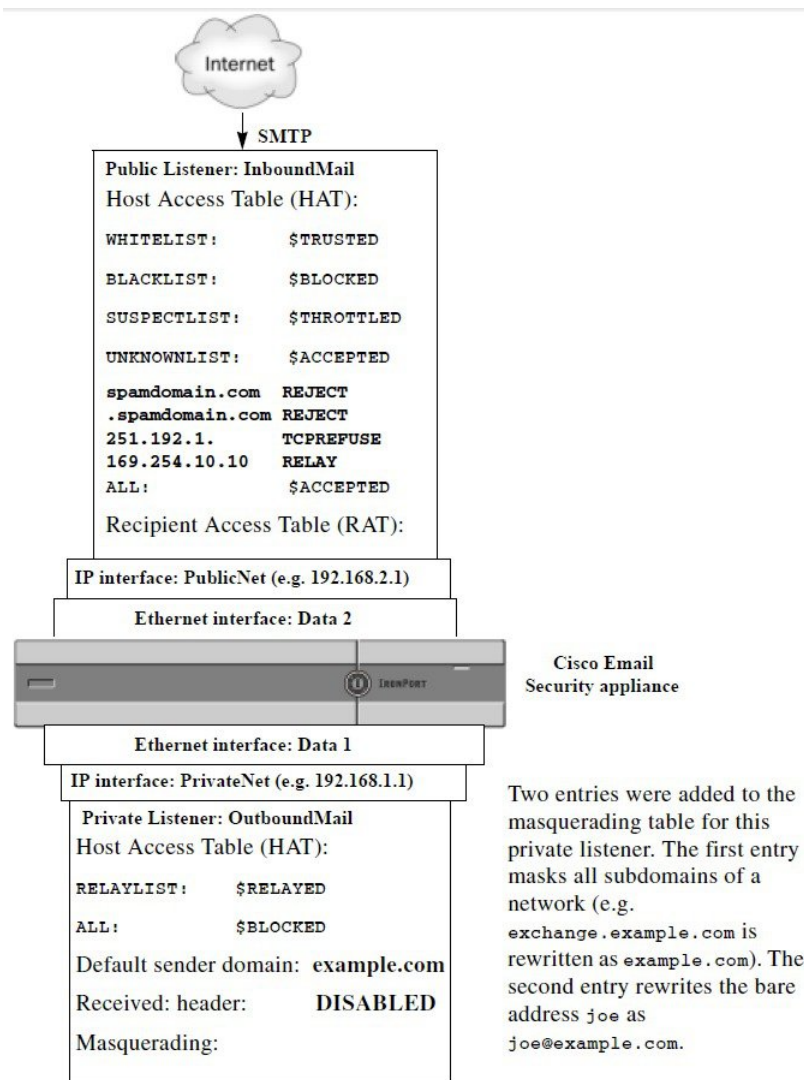 Internet
SMTP
Public Listener: InboundMail
Host Access Table (HAT):
WHITELIST: $TRUSTED
BLACKLIST: $BLOCKED
SUSPECTLIST: $THROTTLED
UNKNOWNLIST: $ACCEPTED
spamdomain.com REJECT
.spamdomain.com REJECT
251.192.1. TCPREFUSE
169.254.10.10 RELAY
ALL: $ACCEPTED
Recipient Access Table (RAT):
IP interface: PublicNet (e.g. 192.168.2.1)
Ethernet interface: Data 2
IRONPORT
Cisco Email
Security appliance
Ethernet interface: Data 1
IP interface: PrivateNet (e.g. 192.168.1.1)
Private Listener: OutboundMail
Host Access Table (HAT):
RELAYLIST: $RELAYED
ALL: $BLOCKED
Default sender domain: example.com
Received: header: DISABLED
Masquerading:
Two entries were added to the
masquerading table for this
private listener. The first entry
masks all subdomains of a
network (e.g.
exchange.example.com is
rewritten as example.com). The
second entry rewrites the bare
address joe as
joe@example.com.